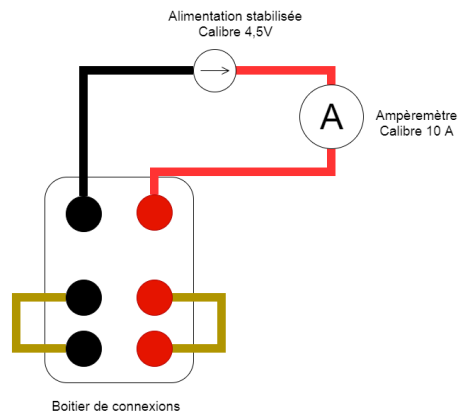 Alimentation stabilisée
Calibre 4,5V
A
Ampèremètre
Calibre 10 A
Boitier de connexions